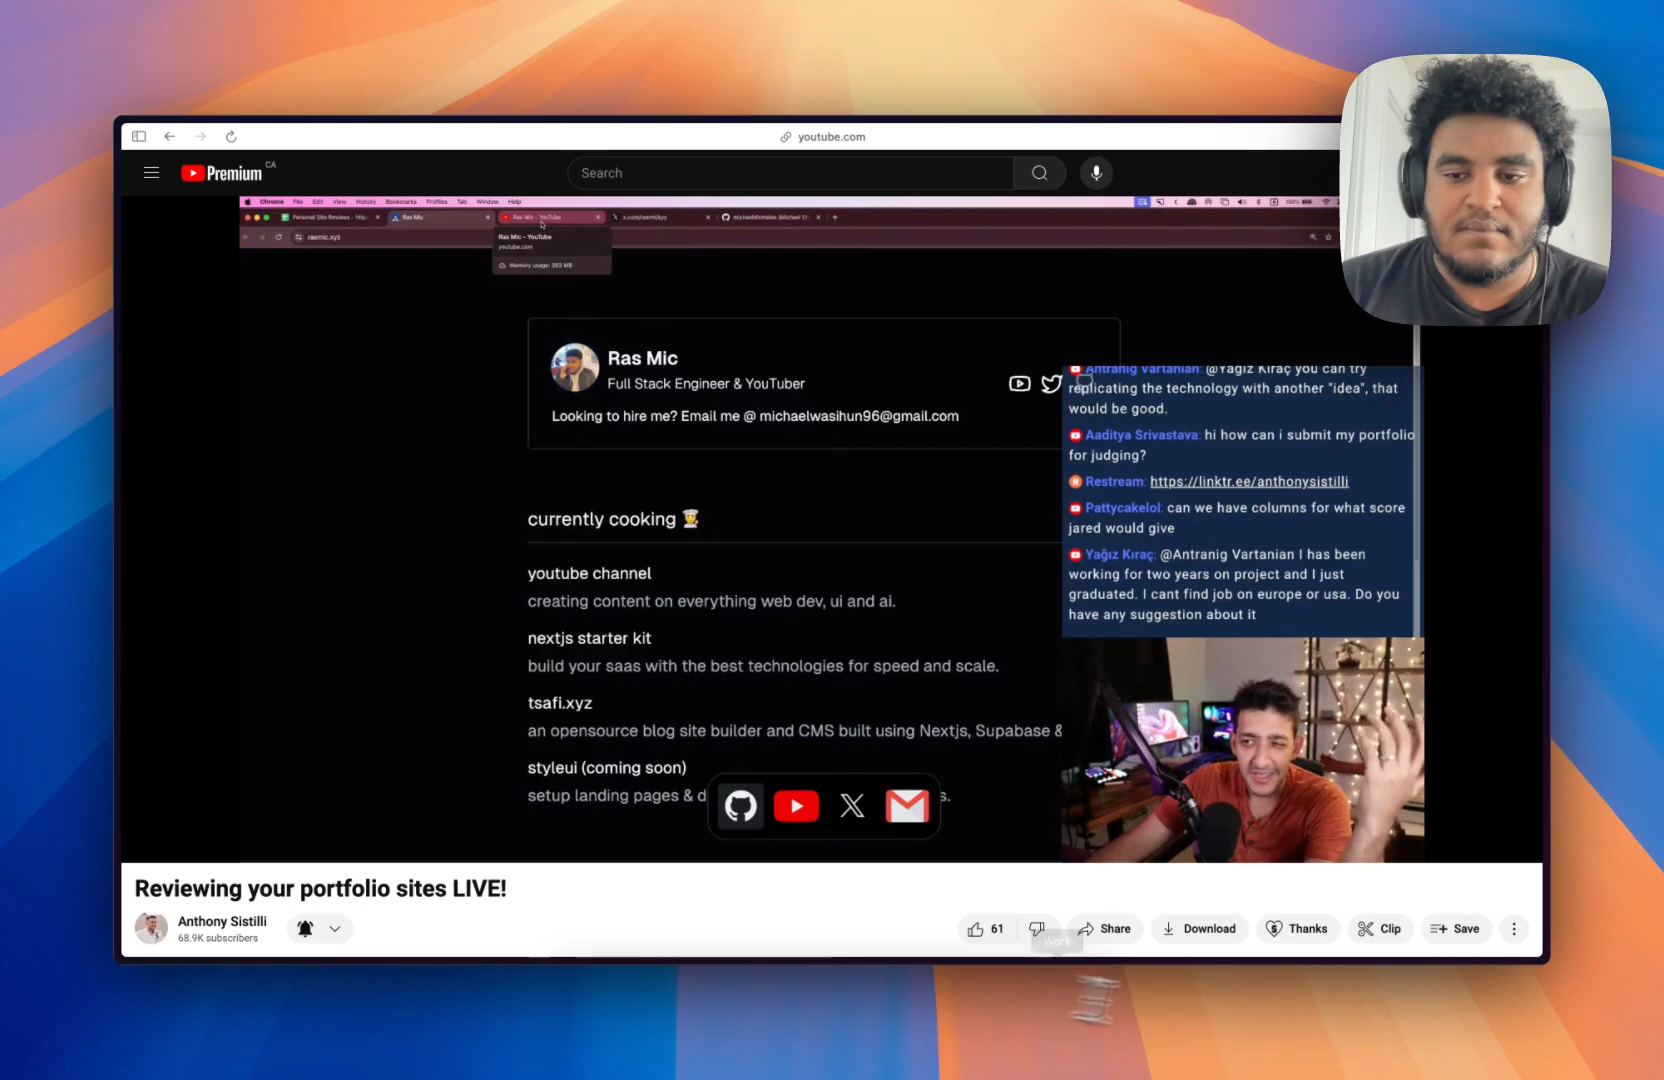 youtube.com
Premium CA
Search
Chrome File Edit View History Bookmarks Profiles Tab Window Help
Personal Site Reviews - https
Ras Mic
Ras Mic - YouTube
x.com/rasmickyy
rasmic.xyz
Ras Mic - YouTube
youtube.com
Memory usage: 363 MB
Ras Mic
Full Stack Engineer & YouTuber
Looking to hire me? Email me @ michaelwasihun96@gmail.com
currently cooking
youtube channel
creating content on everything web dev, ui and ai.
nextjs starter kit
build your saas with the best technologies for speed and scale.
tsafi.xyz
an opensource blog site builder and CMS built using Nextjs, Supabase &
styleui (coming soon)
setup landing pages & d
s.
Antranig Vartanian: @Yağız Kıraç you can try
replicating the technology with another "idea", that
would be good.
Aaditya Srivastava: hi how can i submit my portfolio
for judging?
Restream: https://linktr.ee/anthonysistilli
Pattycakelol: can we have columns for what score
jared would give
Yağız Kıraç: @Antranig Vartanian I has been
working for two years on project and I just
graduated. I cant find job on europe or usa. Do you
have any suggestion about it
Reviewing your portfolio sites LIVE!
Anthony Sistilli
68.9K subscribers
61
Share
Download
Thanks
Clip
Save
Work